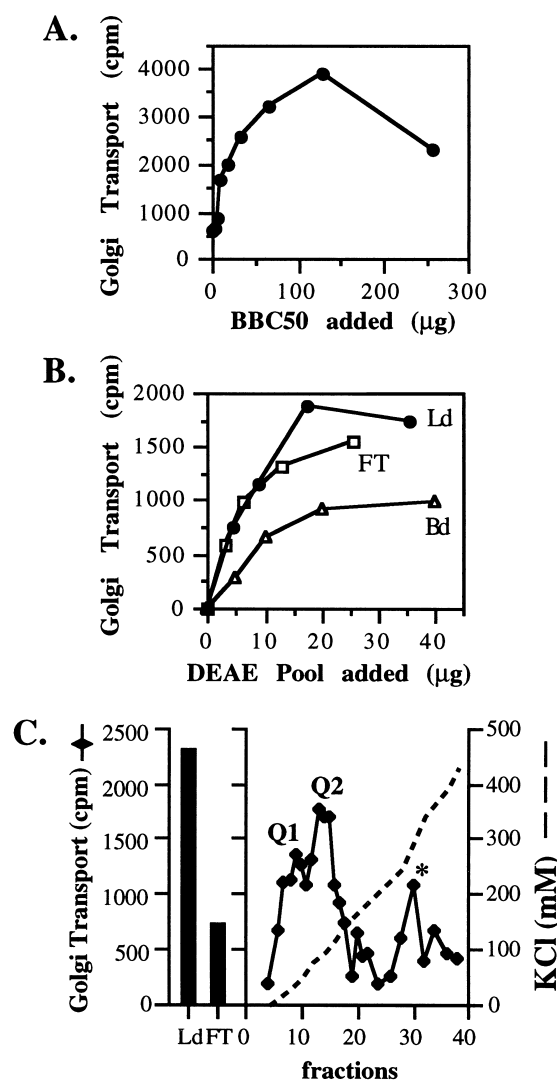 A.
Golgi Transport (cpm)
4000
3000
2000
1000
0
0 100 200 300
BBC50 added (μg)
B.
Golgi Transport (cpm)
2000
1500
1000
500
0
Ld
FT
Bd
0 10 20 30 40
DEAE Pool added (μg)
C.
Golgi Transport (cpm)
2500
2000
1500
1000
500
0
Q1
Q2
*
500
400
300
200
100
0
KCl (mM)
Ld FT 0 10 20 30 40
fractions